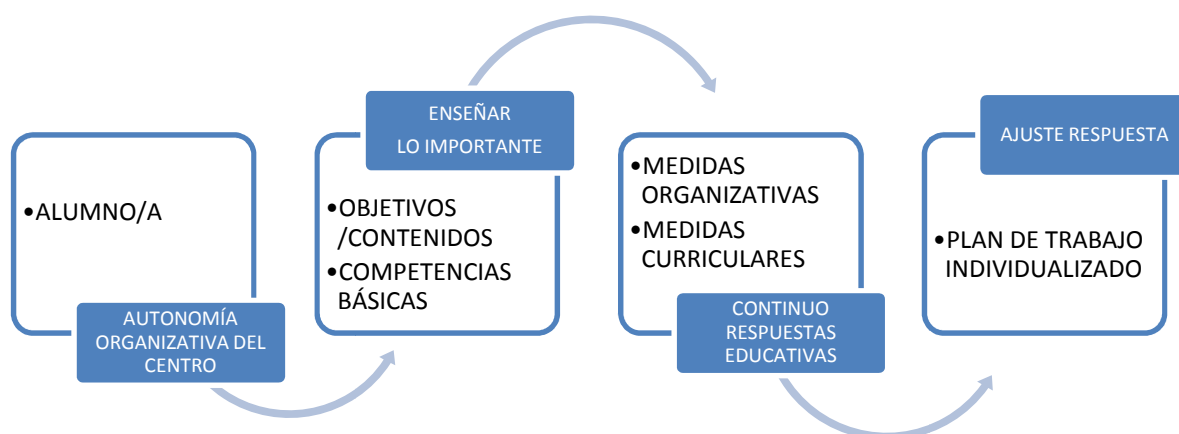 •ALUMNO/A
AUTONOMÍA
ORGANIZATIVA DEL
CENTRO
ENSEÑAR
LO IMPORTANTE
•OBJETIVOS
/CONTENIDOS
•COMPETENCIAS
BÁSICAS
•MEDIDAS
ORGANIZATIVAS
•MEDIDAS
CURRICULARES
CONTINUO
RESPUESTAS
EDUCATIVAS
AJUSTE RESPUESTA
•PLAN DE TRABAJO
INDIVIDUALIZADO